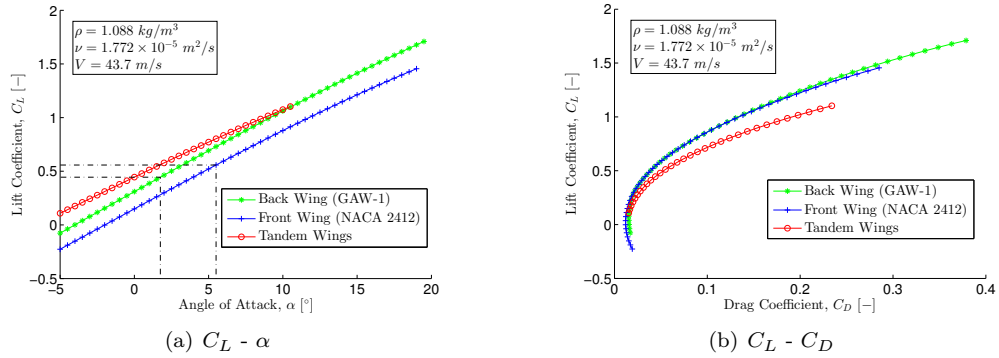 ρ = 1.088 kg/m³
ν = 1.772 × 10⁻⁵ m²/s
V = 43.7 m/s
2
1.5
1
0.5
0
−0.5
−5
0
5
10
15
20
Lift Coefficient, C_L [−]
Angle of Attack, α [°]
Back Wing (GAW-1)
Front Wing (NACA 2412)
Tandem Wings
(a) C_L - α
ρ = 1.088 kg/m³
ν = 1.772 × 10⁻⁵ m²/s
V = 43.7 m/s
2
1.5
1
0.5
0
−0.5
0
0.1
0.2
0.3
0.4
Lift Coefficient, C_L [−]
Drag Coefficient, C_D [−]
Back Wing (GAW-1)
Front Wing (NACA 2412)
Tandem Wings
(b) C_L - C_D